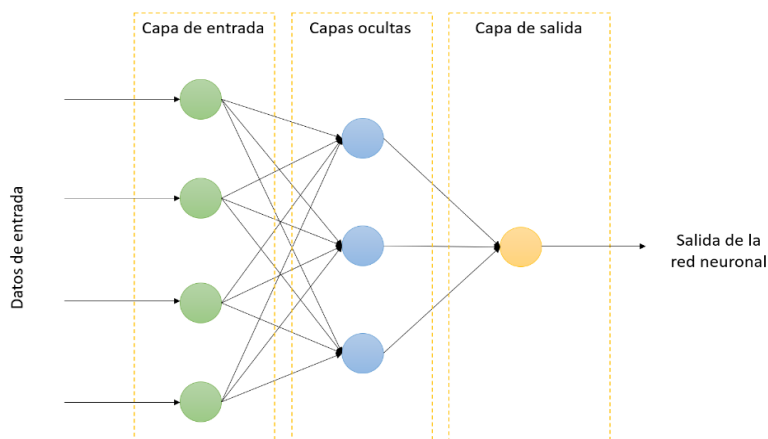 Capa de entrada
Capas ocultas
Capa de salida
Datos de entrada
Salida de la
red neuronal